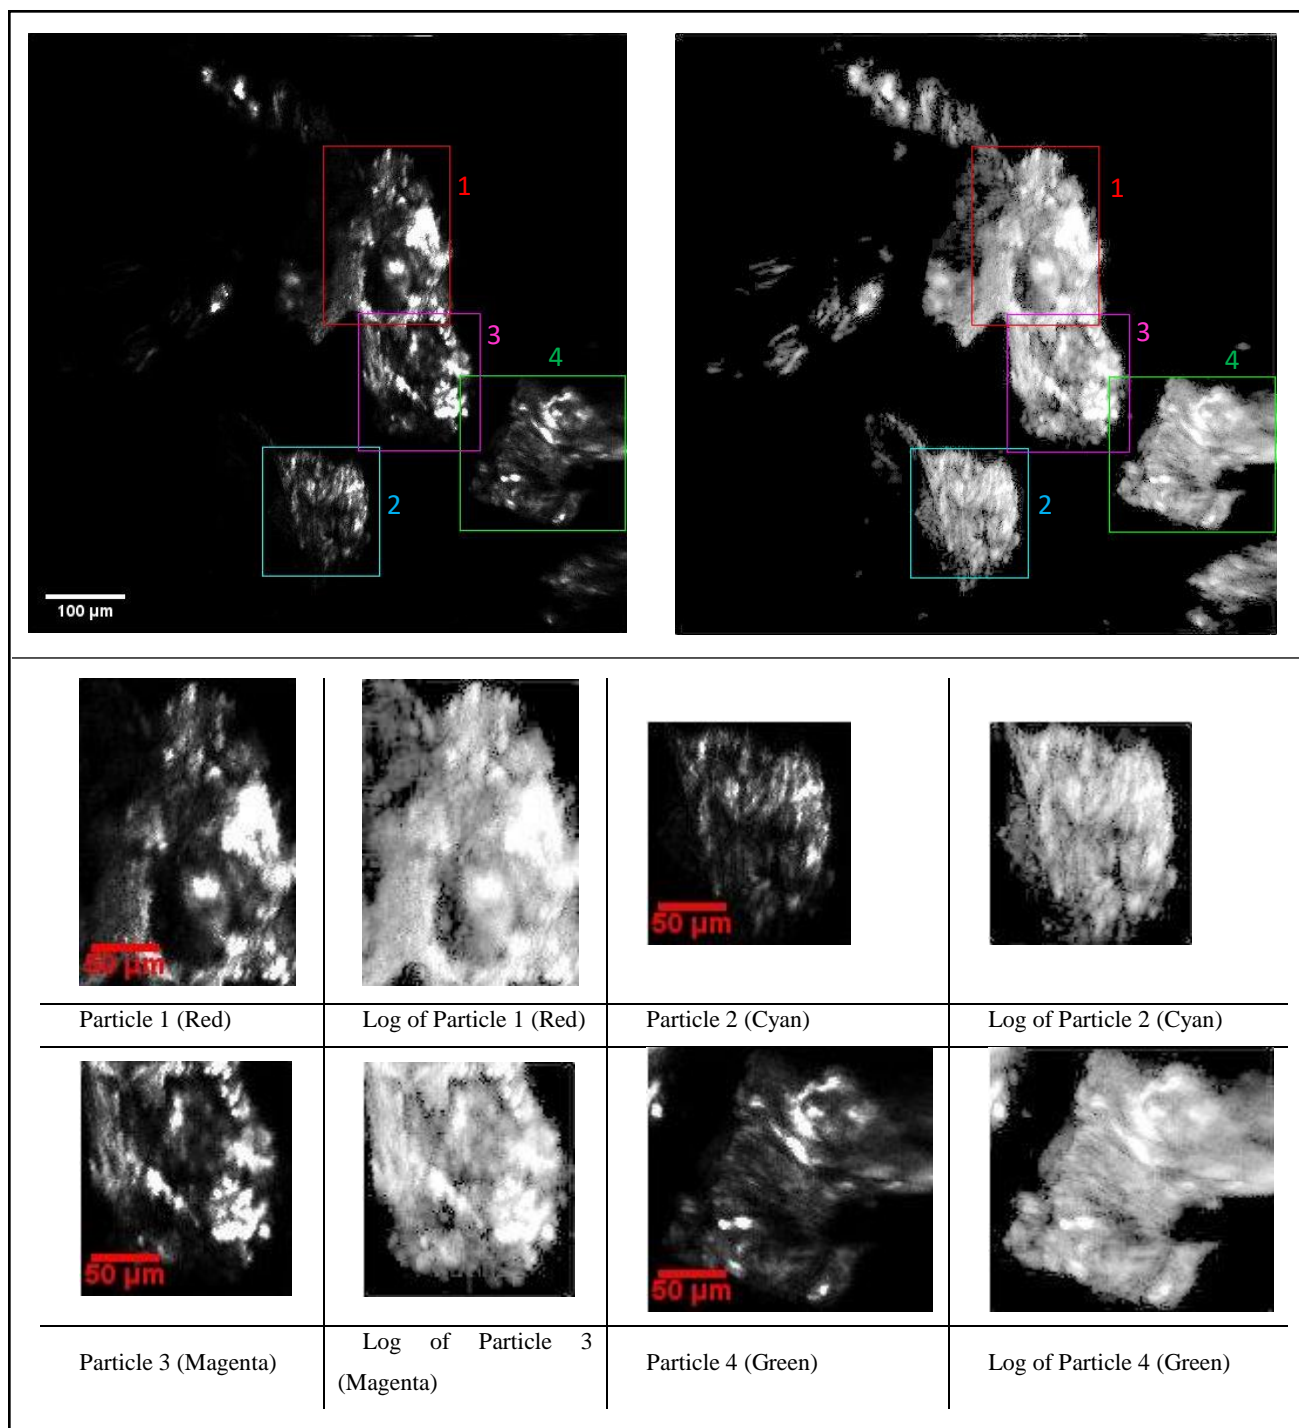 1
3
4
2
100 µm
1
3
4
2
50 µm
50 µm
Particle 1 (Red)
Log of Particle 1 (Red)
Particle 2 (Cyan)
Log of Particle 2 (Cyan)
50 µm
50 µm
Particle 3 (Magenta)
Log of Particle 3
(Magenta)
Particle 4 (Green)
Log of Particle 4 (Green)